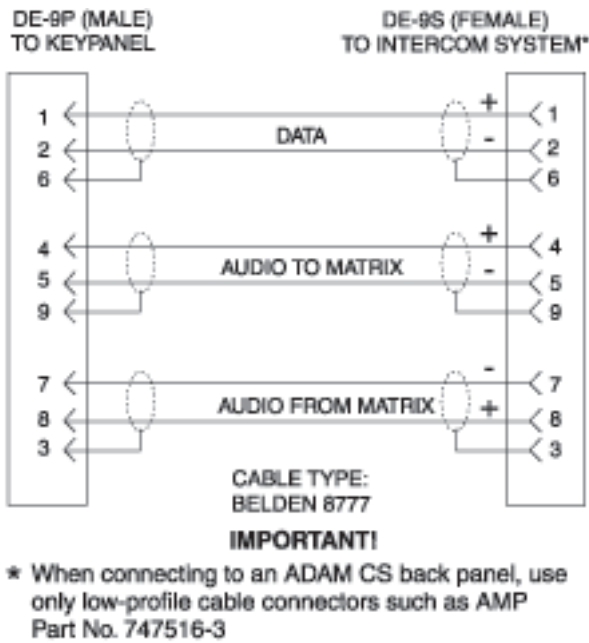 DE-9P (MALE)
TO KEYPANEL
DE-9S (FEMALE)
TO INTERCOM SYSTEM*
1 + 1
DATA
2 - 2
6 6
4 + 4
AUDIO TO MATRIX
5 - 5
9 9
7 - 7
AUDIO FROM MATRIX
8 + 8
3 3
CABLE TYPE:
BELDEN 8777
IMPORTANT!
* When connecting to an ADAM CS back panel, use
only low-profile cable connectors such as AMP
Part No. 747516-3